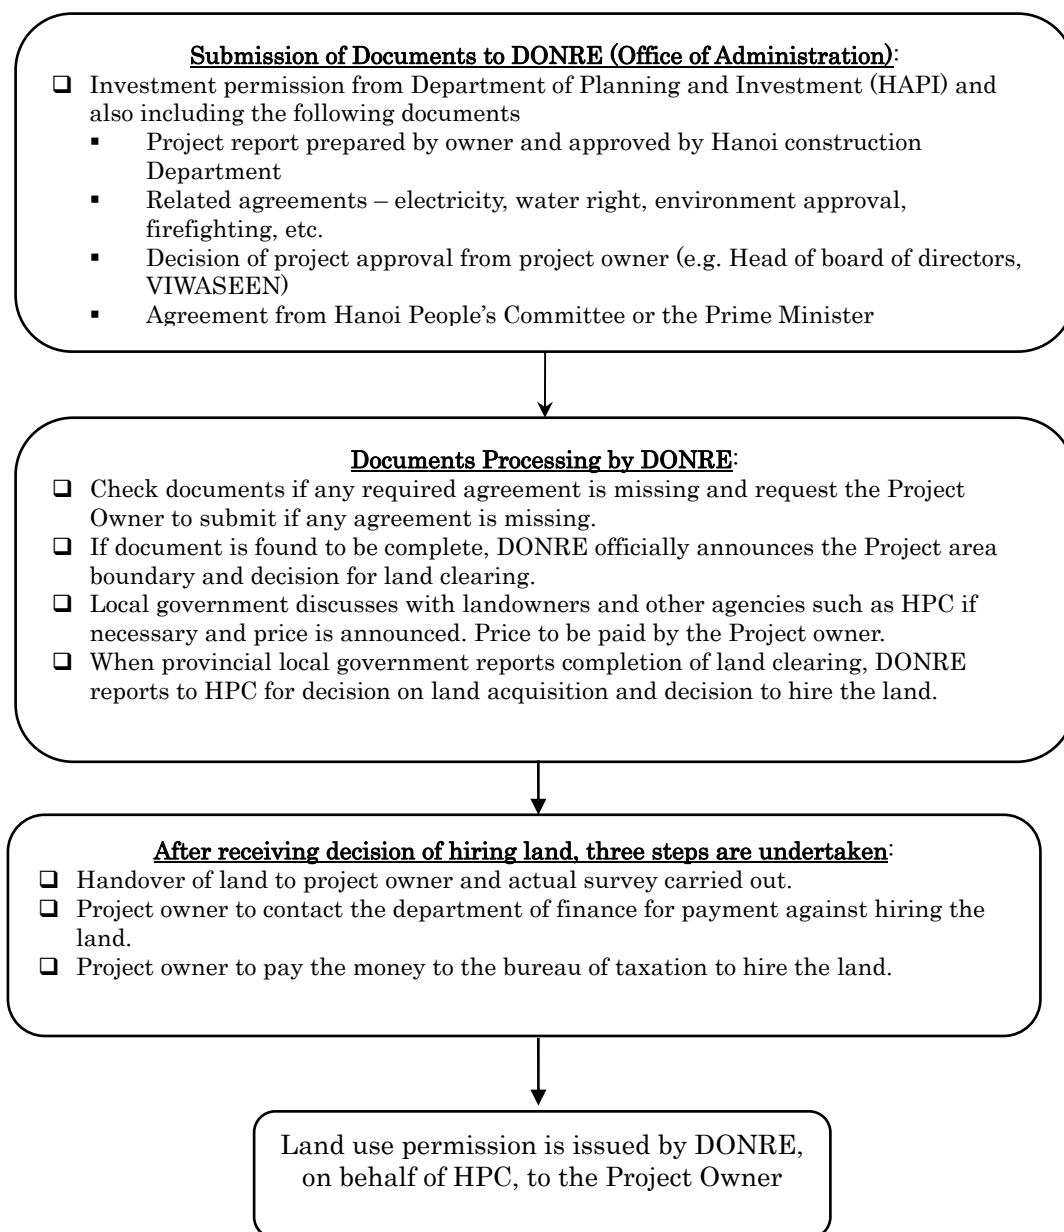 Submission of Documents to DONRE (Office of Administration):
❑ Investment permission from Department of Planning and Investment (HAPI) and
also including the following documents
▪ Project report prepared by owner and approved by Hanoi construction
Department
▪ Related agreements – electricity, water right, environment approval,
firefighting, etc.
▪ Decision of project approval from project owner (e.g. Head of board of directors,
VIWASEEN)
▪ Agreement from Hanoi People’s Committee or the Prime Minister
Documents Processing by DONRE:
❑ Check documents if any required agreement is missing and request the Project
Owner to submit if any agreement is missing.
❑ If document is found to be complete, DONRE officially announces the Project area
boundary and decision for land clearing.
❑ Local government discusses with landowners and other agencies such as HPC if
necessary and price is announced. Price to be paid by the Project owner.
❑ When provincial local government reports completion of land clearing, DONRE
reports to HPC for decision on land acquisition and decision to hire the land.
After receiving decision of hiring land, three steps are undertaken:
❑ Handover of land to project owner and actual survey carried out.
❑ Project owner to contact the department of finance for payment against hiring the
land.
❑ Project owner to pay the money to the bureau of taxation to hire the land.
Land use permission is issued by DONRE,
on behalf of HPC, to the Project Owner